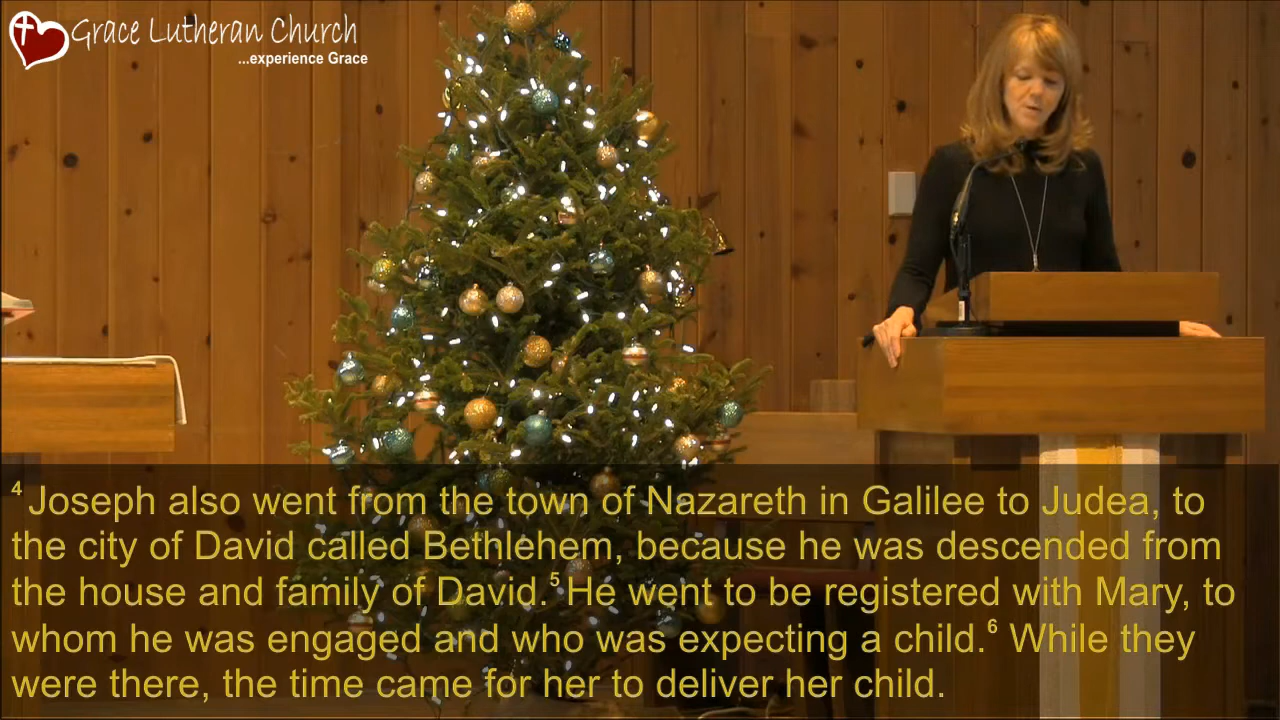 Grace Lutheran Church
...experience Grace
4 Joseph also went from the town of Nazareth in Galilee to Judea, to
the city of David called Bethlehem, because he was descended from
the house and family of David. 5 He went to be registered with Mary, to
whom he was engaged and who was expecting a child. 6 While they
were there, the time came for her to deliver her child.